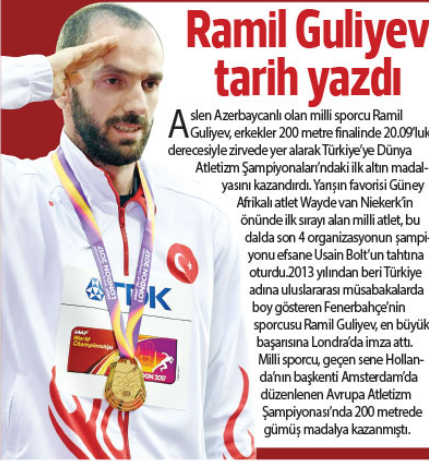 Ramil Guliyev
tarih yazdı
Aslen Azerbaycanlı olan milli sporcu Ramil
Guliyev, erkekler 200 metre finalinde 20.09'luk
derecesiyle zirvede yer alarak Türkiye'ye Dünya
Atletizm Şampiyonaları'ndaki ilk altın madal-
yasını kazandırdı. Yarışın favorisi Güney
Afrikalı atlet Wayde van Niekerk'in
önünde ilk sırayı alan milli atlet, bu
dalda son 4 organizasyonun şampi-
yonu efsane Usain Bolt'un tahtına
oturdu.2013 yılından beri Türkiye
adına uluslararası müsabakalarda
boy gösteren Fenerbahçe'nin
sporcusu Ramil Guliyev, en büyük
başarısına Londra'da imza attı.
Milli sporcu, geçen sene Hollan-
da'nın başkenti Amsterdam'da
düzenlenen Avrupa Atletizm
Şampiyonası'nda 200 metrede
gümüş madalya kazanmıştı.
TDK
IAAF
World
Championships
LONDON 2017